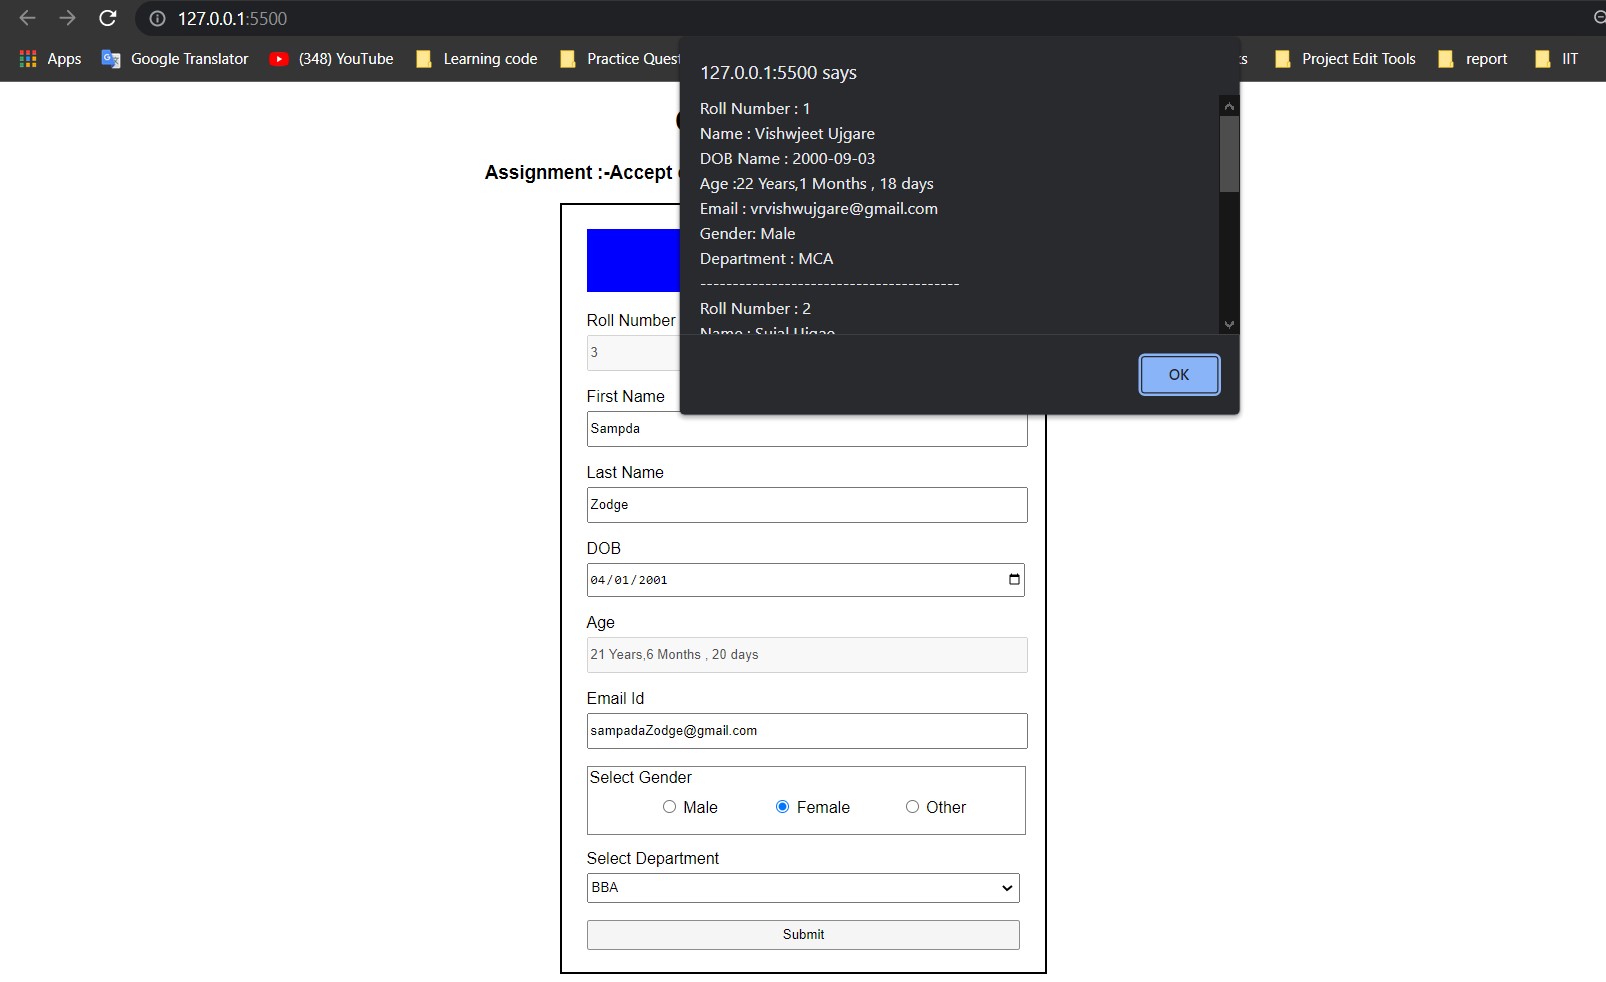 127.0.0.1:5500
Apps Google Translator (348) YouTube Learning code Practice Project Edit Tools report IIT
127.0.0.1:5500 says
Roll Number : 1
Name : Vishwjeet Ujgare
DOB Name : 2000-09-03
Age :22 Years,1 Months , 18 days
Email : vrvishwujgare@gmail.com
Gender: Male
Department : MCA
----------------------------------------
Roll Number : 2
Name : Sujal Ujgae
OK
Assignment :-Accept
Roll Number
3
First Name
Sampda
Last Name
Zodge
DOB
04/01/2001
Age
21 Years,6 Months , 20 days
Email Id
sampadaZodge@gmail.com
Select Gender
Male Female Other
Select Department
BBA
Submit